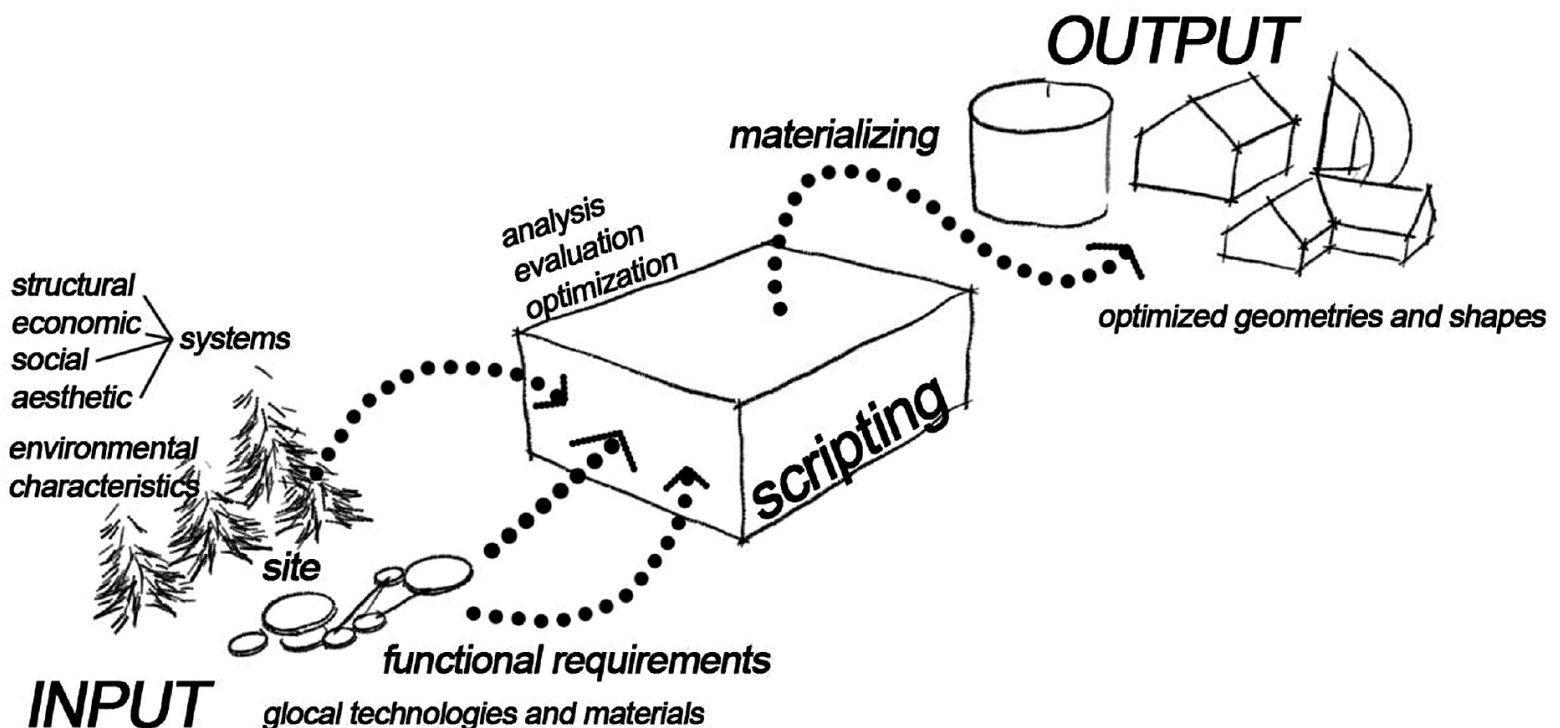 OUTPUT
materializing
analysis
evaluation
optimization
optimized geometries and shapes
structural
economic
social
aesthetic
systems
environmental
characteristics
scripting
site
functional requirements
INPUT
glocal technologies and materials